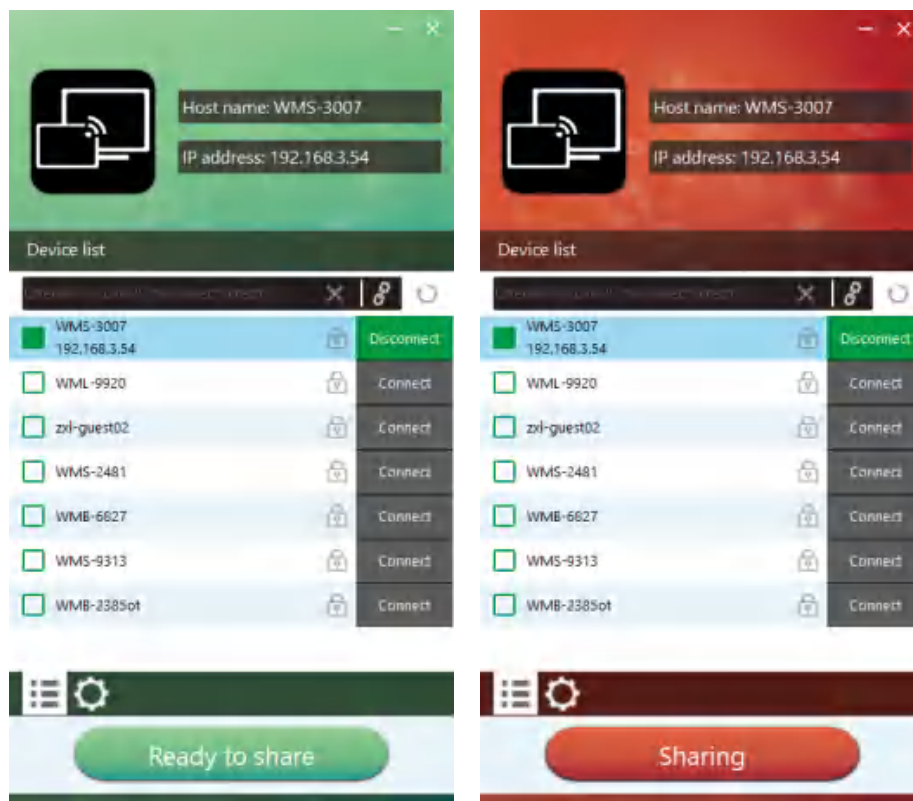 Host name: WMS-3007
IP address: 192.168.3.54
Device list
WMS-3007
192.168.3.54
Disconnect
WML-9920
Connect
zxl-guest02
Connect
WMS-2481
Connect
WMB-6827
Connect
WMS-9313
Connect
WMB-2385ot
Connect
Ready to share
Host name: WMS-3007
IP address: 192.168.3.54
Device list
WMS-3007
192.168.3.54
Disconnect
WML-9920
Connect
zxl-guest02
Connect
WMS-2481
Connect
WMB-6827
Connect
WMS-9313
Connect
WMB-2385ot
Connect
Sharing